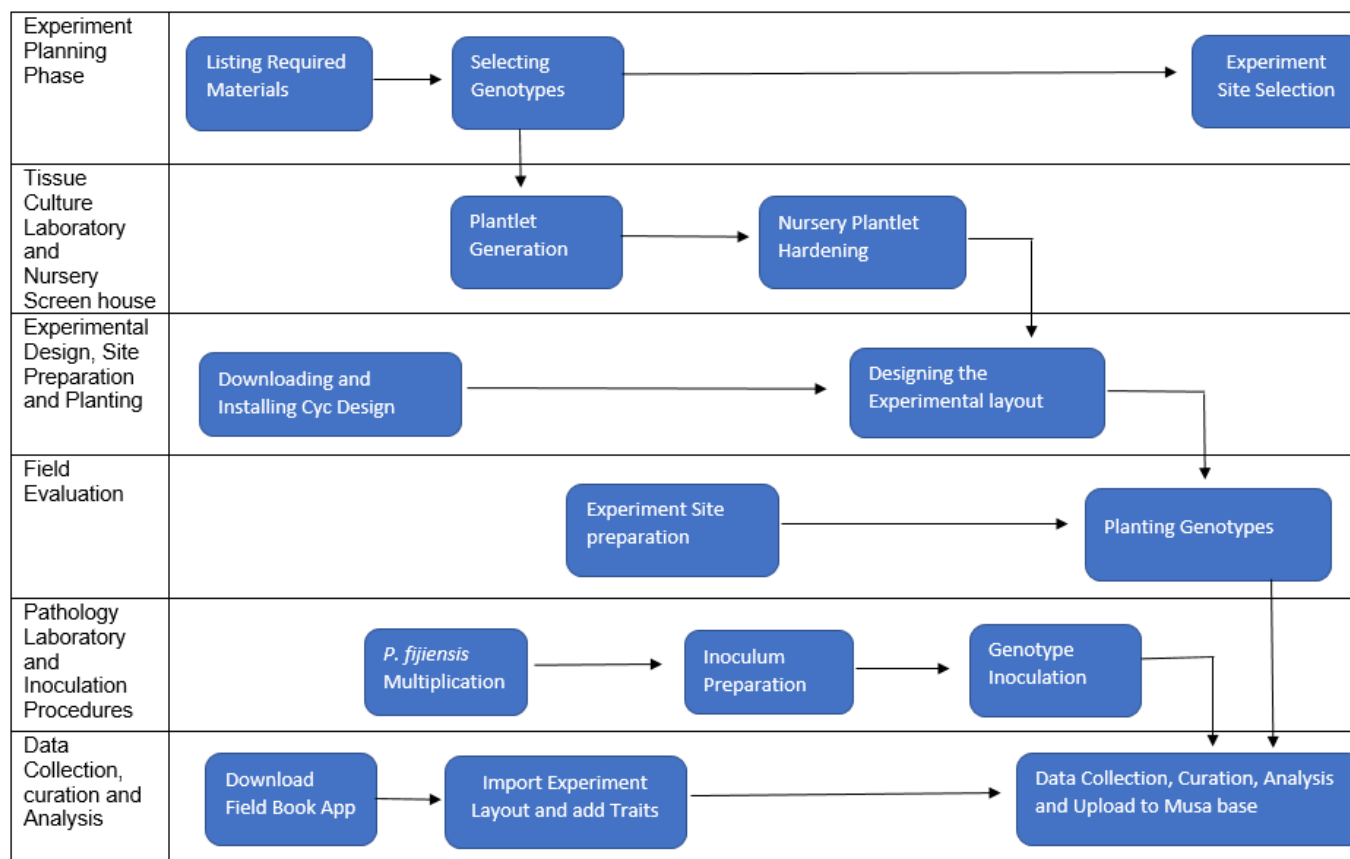 Experiment
Planning
Phase
Listing Required
Materials
Selecting
Genotypes
Experiment
Site Selection
Tissue
Culture
Laboratory
and
Nursery
Screen house
Plantlet
Generation
Nursery Plantlet
Hardening
Experimental
Design, Site
Preparation
and Planting
Downloading and
Installing Cyc Design
Designing the
Experimental layout
Field
Evaluation
Experiment Site
preparation
Planting Genotypes
Pathology
Laboratory
and
Inoculation
Procedures
P. fijiensis
Multiplication
Inoculum
Preparation
Genotype
Inoculation
Data
Collection,
curation and
Analysis
Download
Field Book App
Import Experiment
Layout and add Traits
Data Collection, Curation, Analysis
and Upload to Musa base